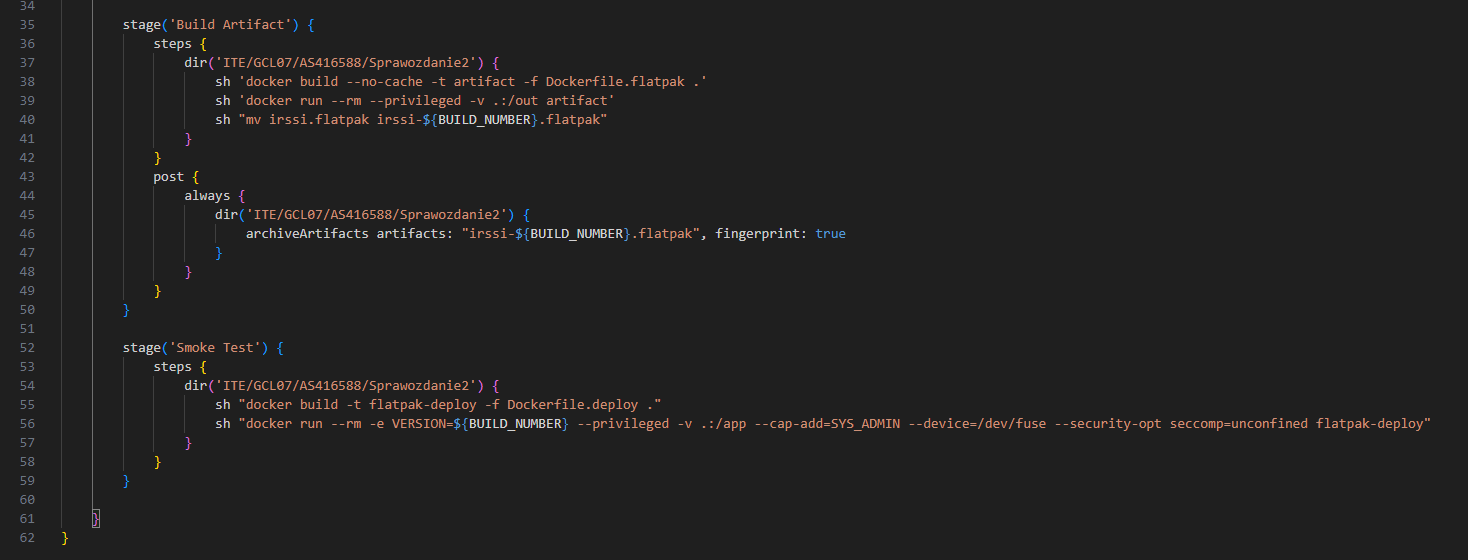 34
35 stage('Build Artifact') {
36 steps {
37 dir('ITE/GCL07/AS416588/Sprawozdanie2') {
38 sh 'docker build --no-cache -t artifact -f Dockerfile.flatpak .'
39 sh 'docker run --rm --privileged -v .:/out artifact'
40 sh "mv irssi.flatpak irssi-${BUILD_NUMBER}.flatpak"
41 }
42 }
43 post {
44 always {
45 dir('ITE/GCL07/AS416588/Sprawozdanie2') {
46 archiveArtifacts artifacts: "irssi-${BUILD_NUMBER}.flatpak", fingerprint: true
47 }
48 }
49 }
50 }
51
52 stage('Smoke Test') {
53 steps {
54 dir('ITE/GCL07/AS416588/Sprawozdanie2') {
55 sh "docker build -t flatpak-deploy -f Dockerfile.deploy ."
56 sh "docker run --rm -e VERSION=${BUILD_NUMBER} --privileged -v .:/app --cap-add=SYS_ADMIN --device=/dev/fuse --security-opt seccomp=unconfined flatpak-deploy"
57 }
58 }
59 }
60
61 }
62 }